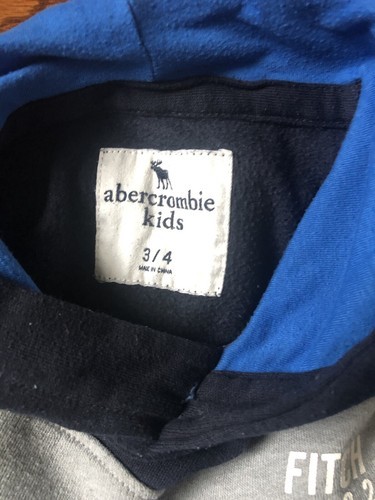 abercrombie
kids
3/4
MADE IN CHINA
FITCH